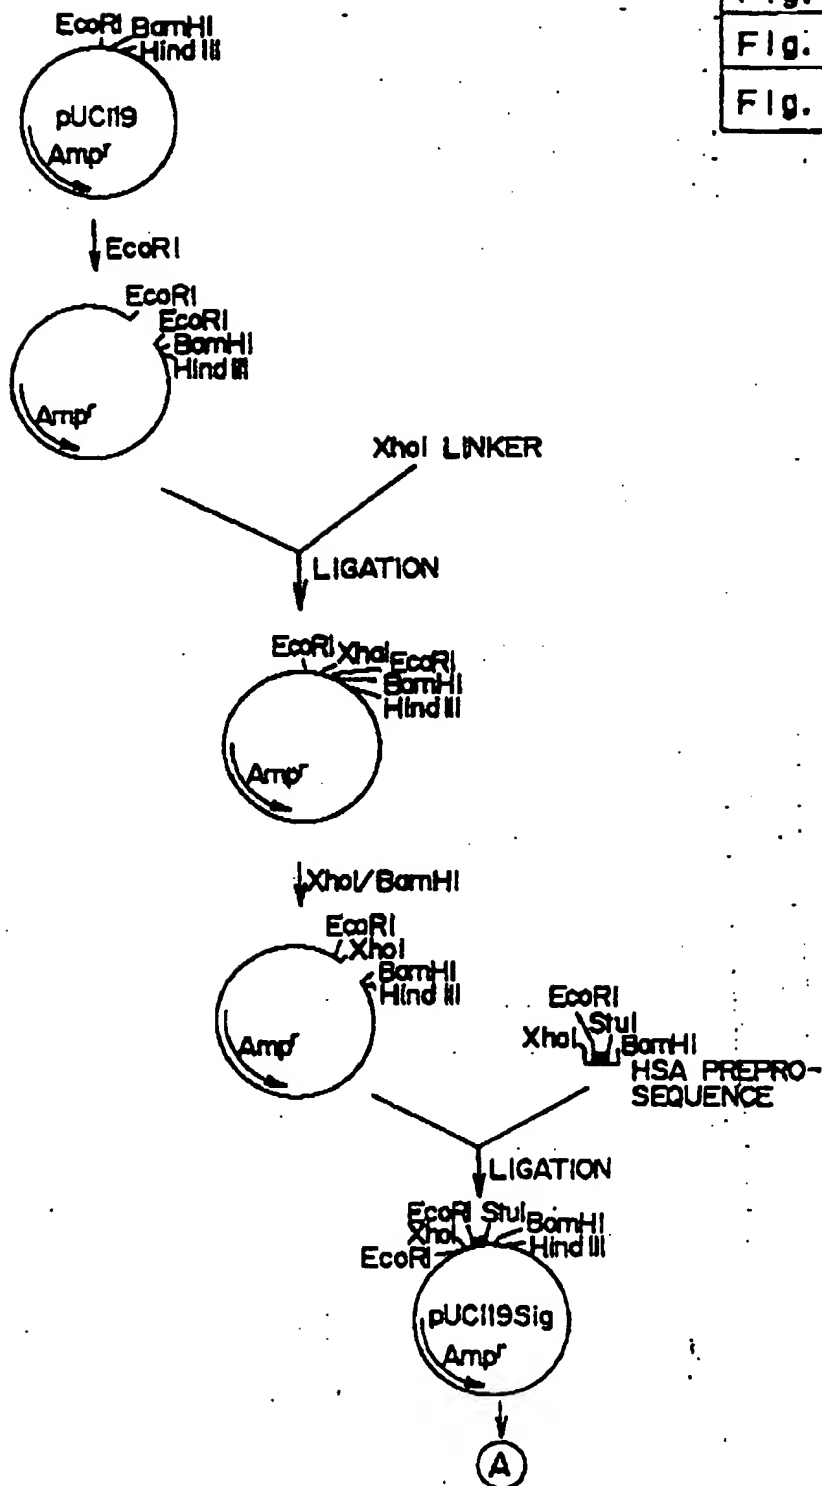 Fig.
Fig.
EcoRI BamHI
Hind III
pUC119
Ampr
EcoRI
EcoRI
EcoRI
BamHI
Hind III
Ampr
XhoI LINKER
LIGATION
EcoRI XhoI EcoRI
BamHI
Hind III
Ampr
XhoI/BamHI
EcoRI
XhoI
BamHI
Hind III
Ampr
EcoRI
StuI
XhoI BamHI
HSA PREPRO-
SEQUENCE
LIGATION
EcoRI StuI BamHI
XhoI Hind III
EcoRI
pUC119Sig
Ampr
A